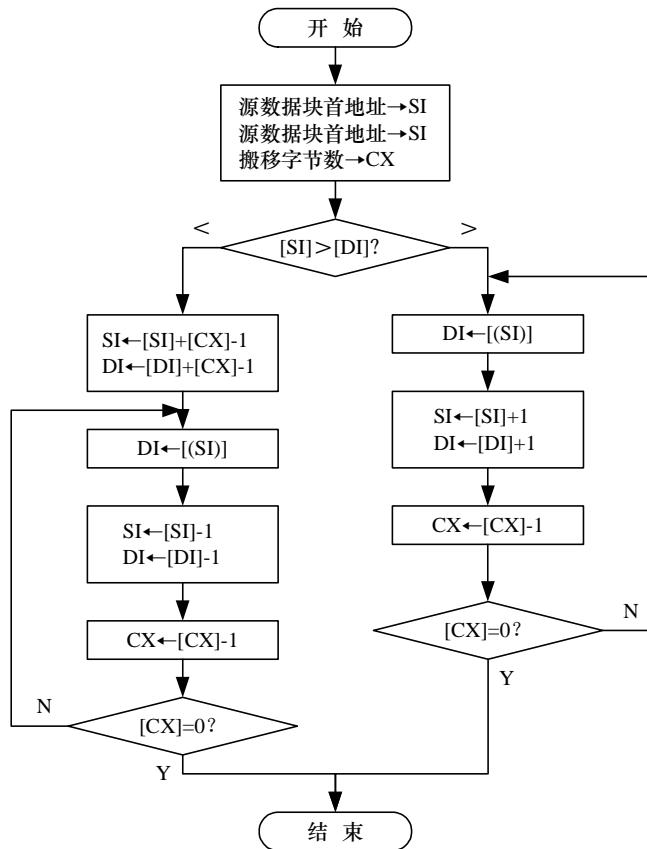 开 始
源数据块首地址→SI
源数据块首地址→SI
搬移字节数→CX
<
>
[SI]>[DI]?
SI←[SI]+[CX]-1
DI←[DI]+[CX]-1
DI←[(SI)]
SI←[SI]-1
DI←[DI]-1
CX←[CX]-1
N
[CX]=0?
Y
DI←[(SI)]
SI←[SI]+1
DI←[DI]+1
CX←[CX]-1
N
[CX]=0?
Y
结 束